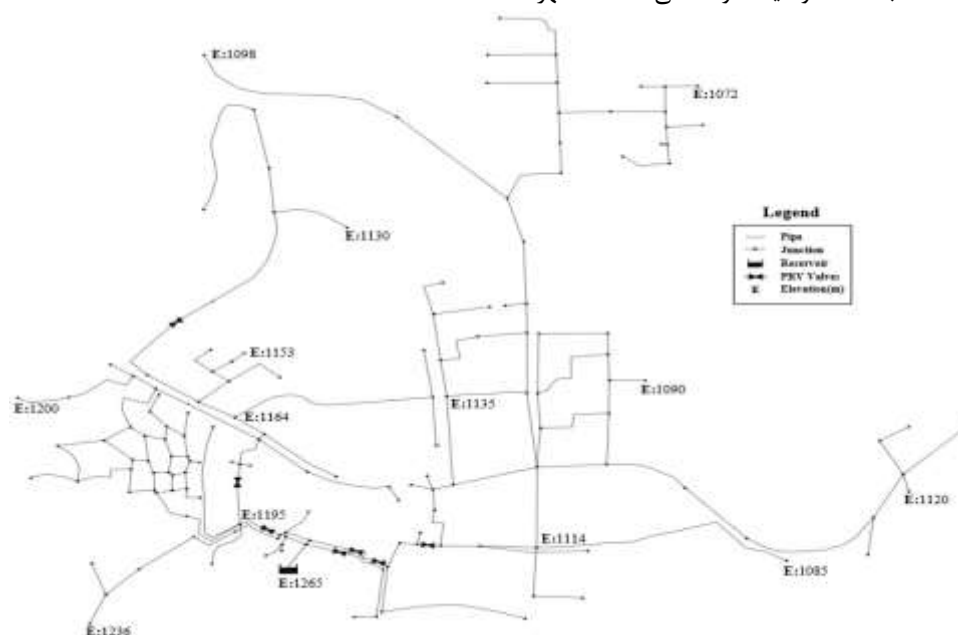 E:1098
E:1072
Legend
Pipe
Junction
Reservoir
PRV Valves
E Elevation(m)
E:1130
E:1153
E:1200
E:1164
E:1135
E:1090
E:1120
E:1195
E:1114
E:1265
E:1085
E:1236